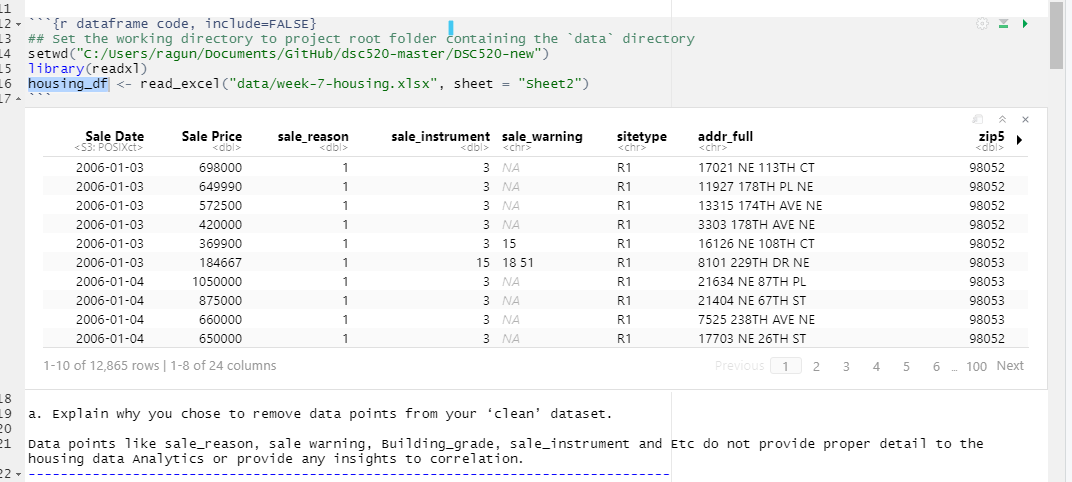 11
12 ```{r dataframe code, include=FALSE}
13 ## Set the working directory to project root folder containing the `data` directory
14 setwd("C:/Users/ragun/Documents/GitHub/dsc520-master/DSC520-new")
15 library(readxl)
16 housing_df <- read_excel("data/week-7-housing.xlsx", sheet = "Sheet2")
17 ```
Sale Date Sale Price sale_reason sale_instrument sale_warning sitetype addr_full zip5
<S3: POSIXct> <dbl> <dbl> <dbl> <chr> <chr> <chr> <dbl>
2006-01-03 698000 1 3 NA R1 17021 NE 113TH CT 98052
2006-01-03 649990 1 3 NA R1 11927 178TH PL NE 98052
2006-01-03 572500 1 3 NA R1 13315 174TH AVE NE 98052
2006-01-03 420000 1 3 NA R1 3303 178TH AVE NE 98052
2006-01-03 369900 1 3 15 R1 16126 NE 108TH CT 98052
2006-01-03 184667 1 15 18 51 R1 8101 229TH DR NE 98053
2006-01-04 1050000 1 3 NA R1 21634 NE 87TH PL 98053
2006-01-04 875000 1 3 NA R1 21404 NE 67TH ST 98053
2006-01-04 660000 1 3 NA R1 7525 238TH AVE NE 98053
2006-01-04 650000 1 3 NA R1 17703 NE 26TH ST 98052
1-10 of 12,865 rows | 1-8 of 24 columns Previous 1 2 3 4 5 6 ... 100 Next
18
19 a. Explain why you chose to remove data points from your ‘clean’ dataset.
20
21 Data points like sale_reason, sale warning, Building_grade, sale_instrument and Etc do not provide proper detail to the
housing data Analytics or provide any insights to correlation.
22 -------------------------------------------------------------------------------